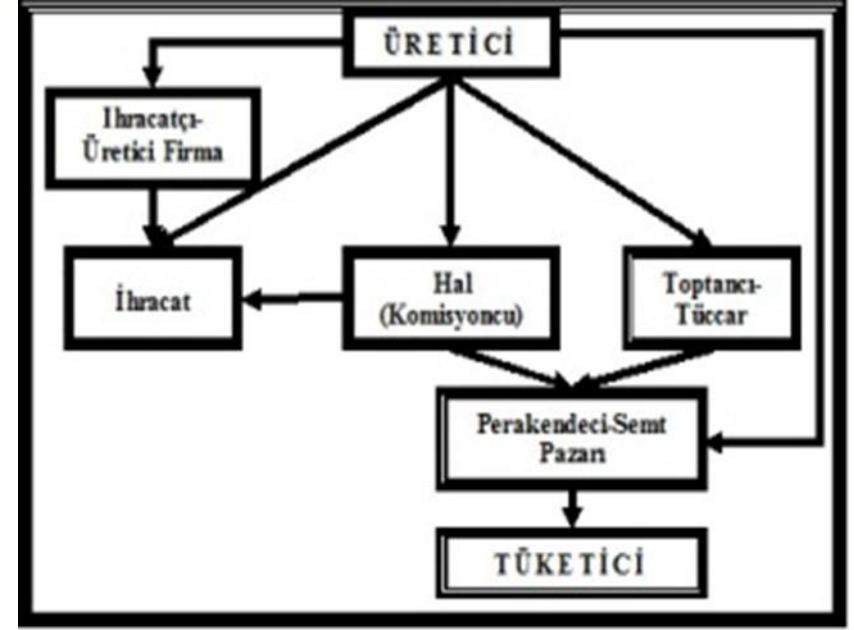 ÜRETİCİ
Ihracatçı-
Üretici Firma
İhracat
Hal
(Komisyoncu)
Toptancı-
Tüccar
Perakendeci-Semt
Pazarı
TÜKETİCİ